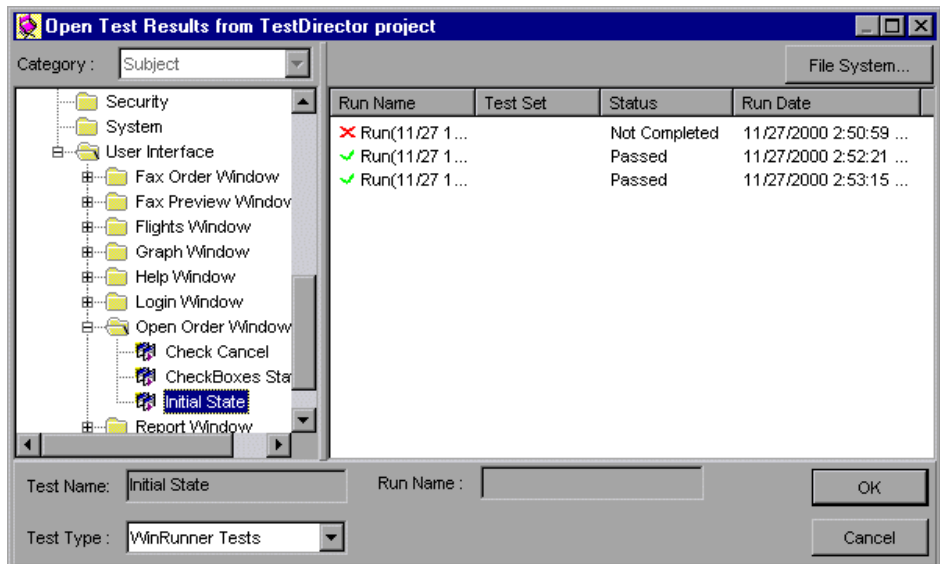 Open Test Results from TestDirector project
Category : Subject
File System...
Security
System
User Interface
Fax Order Window
Fax Preview Window
Flights Window
Graph Window
Help Window
Login Window
Open Order Window
Check Cancel
CheckBoxes Sta
Initial State
Report Window
Run Name Test Set Status Run Date
Run(11/27 1... Not Completed 11/27/2000 2:50:59 ...
Run(11/27 1... Passed 11/27/2000 2:52:21 ...
Run(11/27 1... Passed 11/27/2000 2:53:15 ...
Test Name: Initial State
Run Name :
OK
Test Type : WinRunner Tests
Cancel